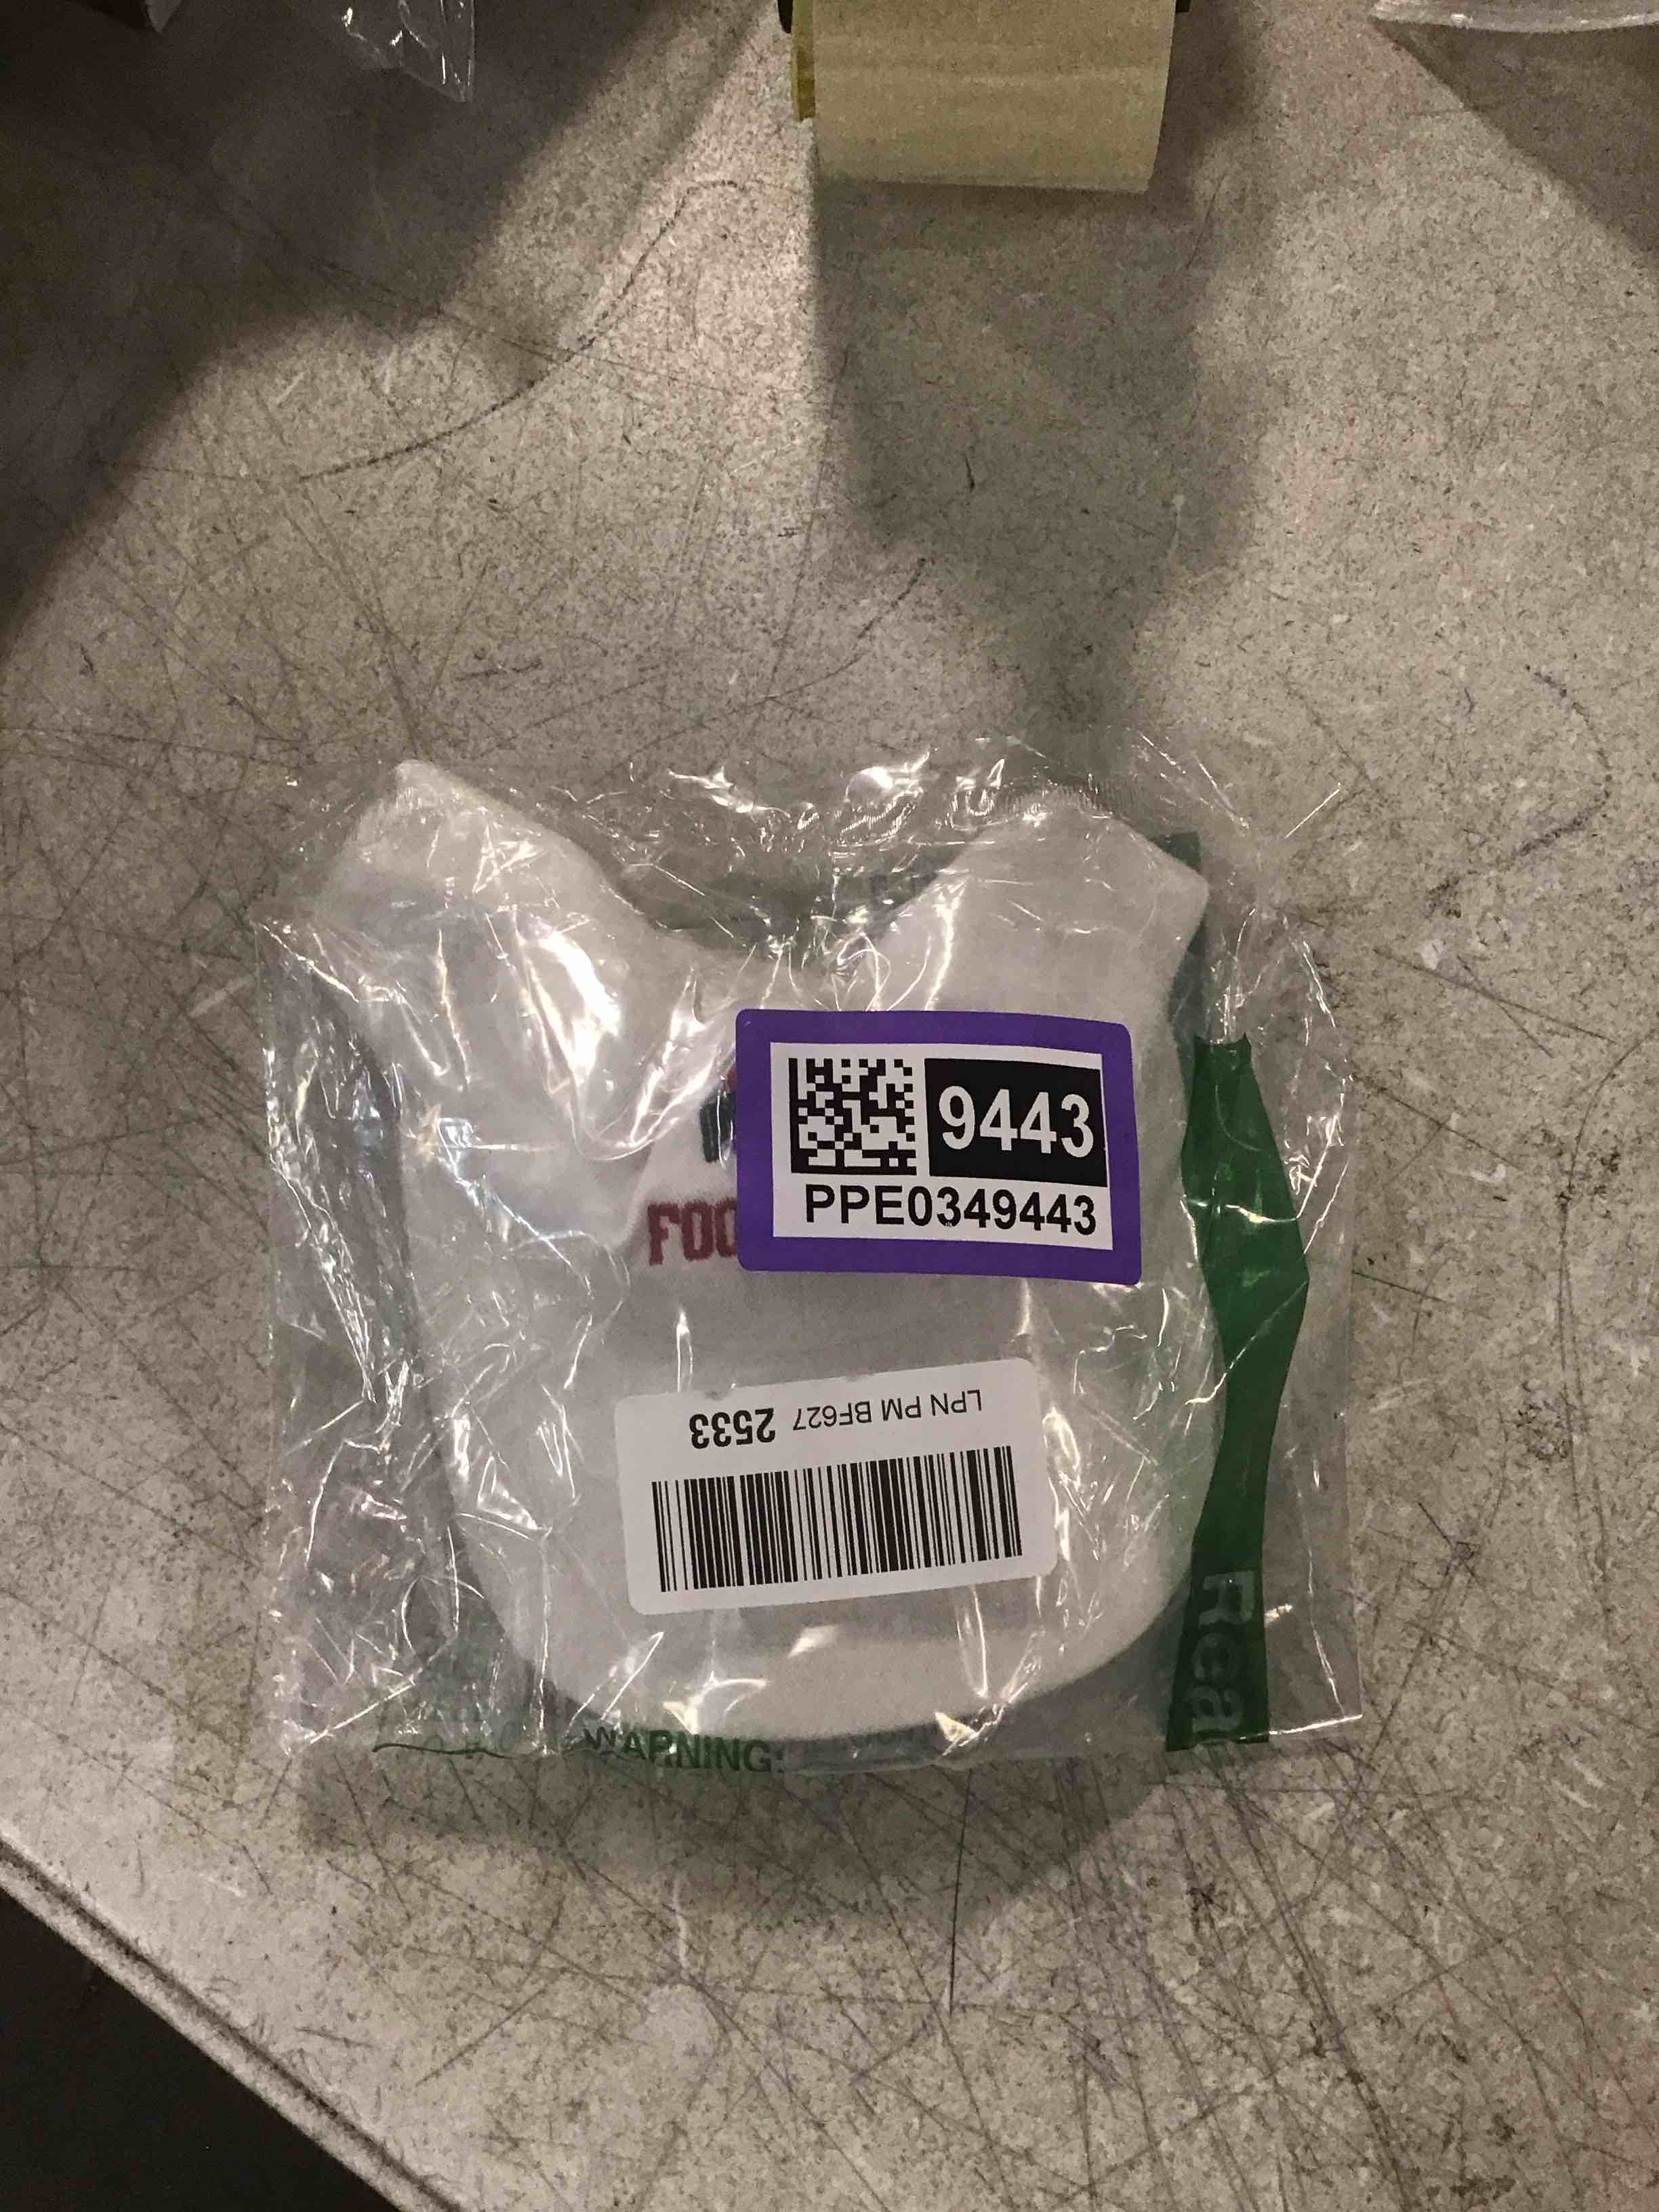 9443
PPE0349443
FOO
LPN PM BF627 2533
WARNING:
Rea